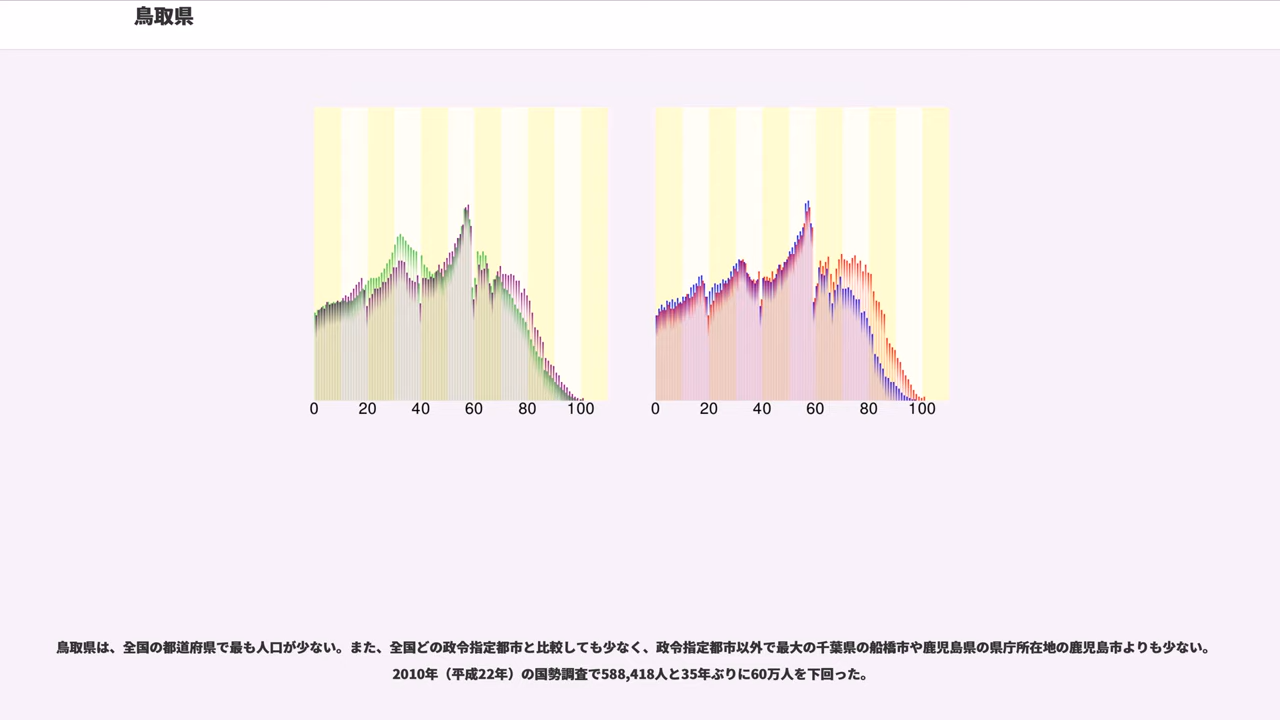 鳥取県
0 20 40 60 80 100
0 20 40 60 80 100
鳥取県は、全国の都道府県で最も人口が少ない。また、全国どの政令指定都市と比較しても少なく、政令指定都市以外で最大の千葉県の船橋市や鹿児島県の県庁所在地の鹿児島市よりも少ない。
2010年（平成22年）の国勢調査で588,418人と35年ぶりに60万人を下回った。